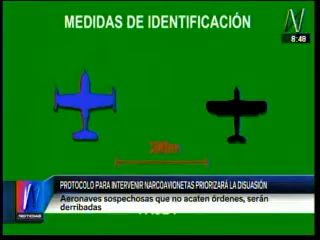 MEDIDAS DE IDENTIFICACIÓN
N
8:48
PROTOCOLO PARA INTERVENIR NARCOAVIONETAS PRIORIZARÁ LA DISUASIÓN
Aeronaves sospechosas que no acaten órdenes, serán
derribadas
N
NOTICIAS